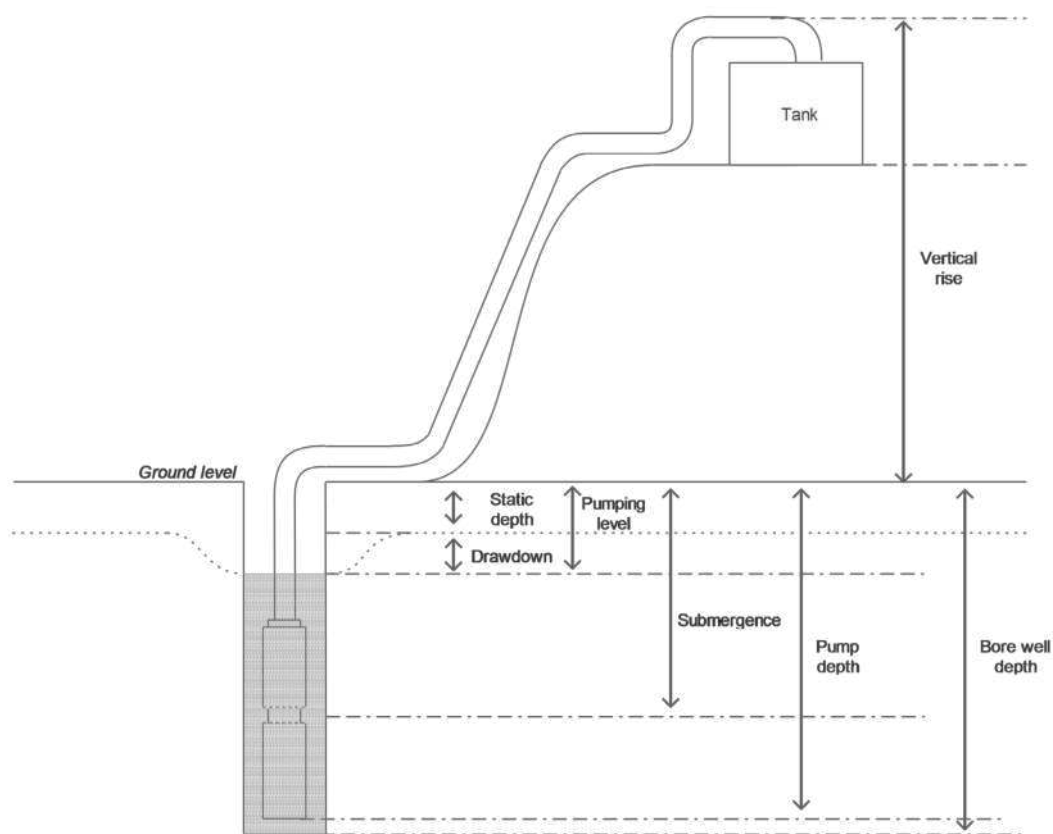 Tank
Vertical
rise
Ground level
Static
depth
Pumping
level
Drawdown
Submergence
Pump
depth
Bore well
depth